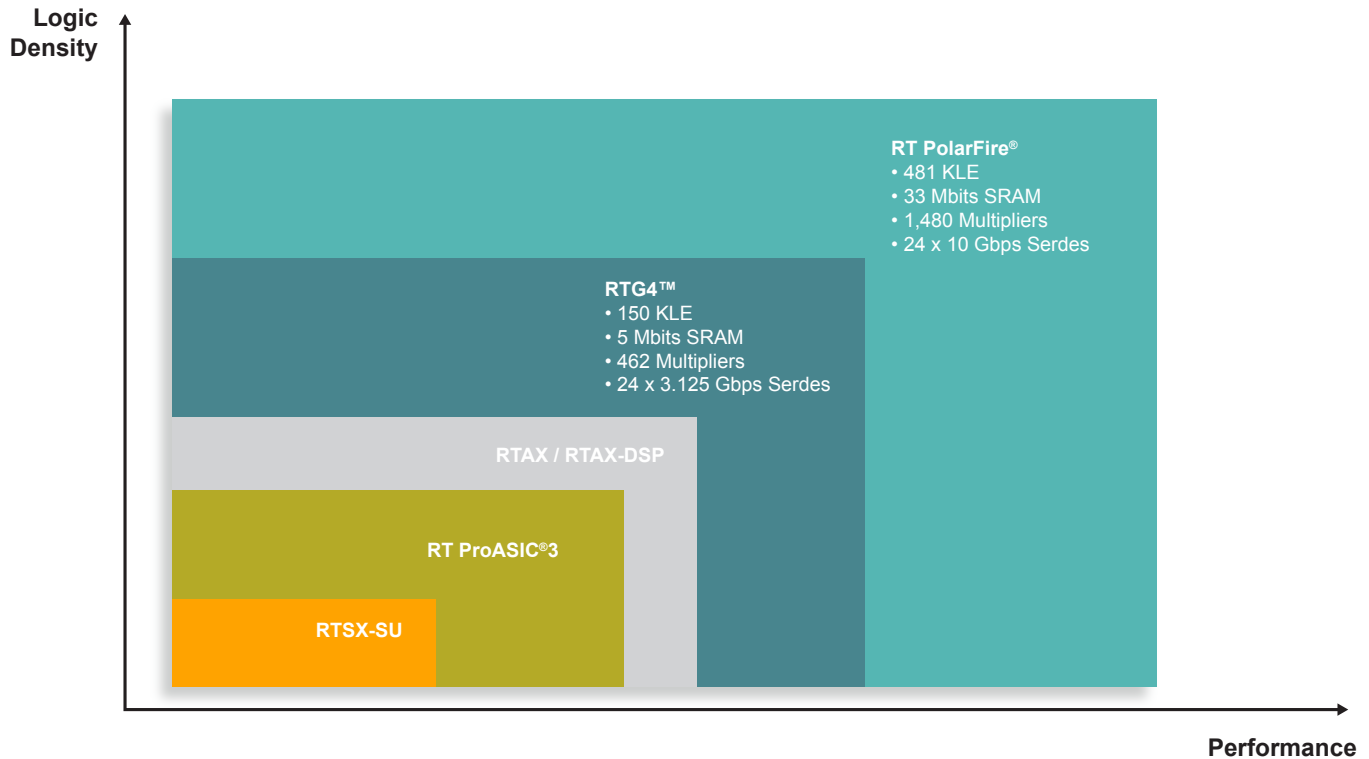 Logic
Density
RT PolarFire®
• 481 KLE
• 33 Mbits SRAM
• 1,480 Multipliers
• 24 x 10 Gbps Serdes
RTG4™
• 150 KLE
• 5 Mbits SRAM
• 462 Multipliers
• 24 x 3.125 Gbps Serdes
RTAX / RTAX-DSP
RT ProASIC®3
RTSX-SU
Performance